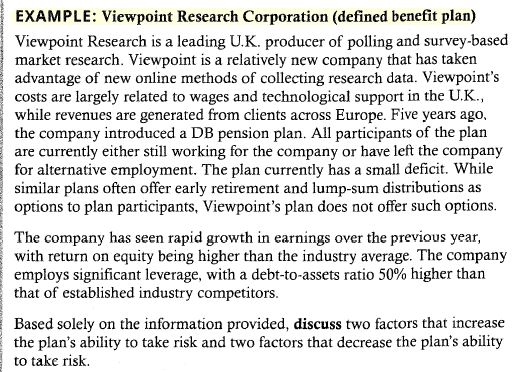 EXAMPLE: Viewpoint Research Corporation (defined benefit plan)
Viewpoint Research is a leading U.K. producer of polling and survey-based
market research. Viewpoint is a relatively new company that has taken
advantage of new online methods of collecting research data. Viewpoint's
costs are largely related to wages and technological support in the U.K.,
while revenues are generated from clients across Europe. Five years ago,
the company introduced a DB pension plan. All participants of the plan
are currently either still working for the company or have left the company
for alternative employment. The plan currently has a small deficit. While
similar plans often offer early retirement and lump-sum distributions as
options to plan participants, Viewpoint's plan does not offer such options.
The company has seen rapid growth in earnings over the previous year,
with return on equity being higher than the industry average. The company
employs significant leverage, with a debt-to-assets ratio 50% higher than
that of established industry competitors.
Based solely on the information provided, discuss two factors that increase
the plan's ability to take risk and two factors that decrease the plan's ability
to take risk.